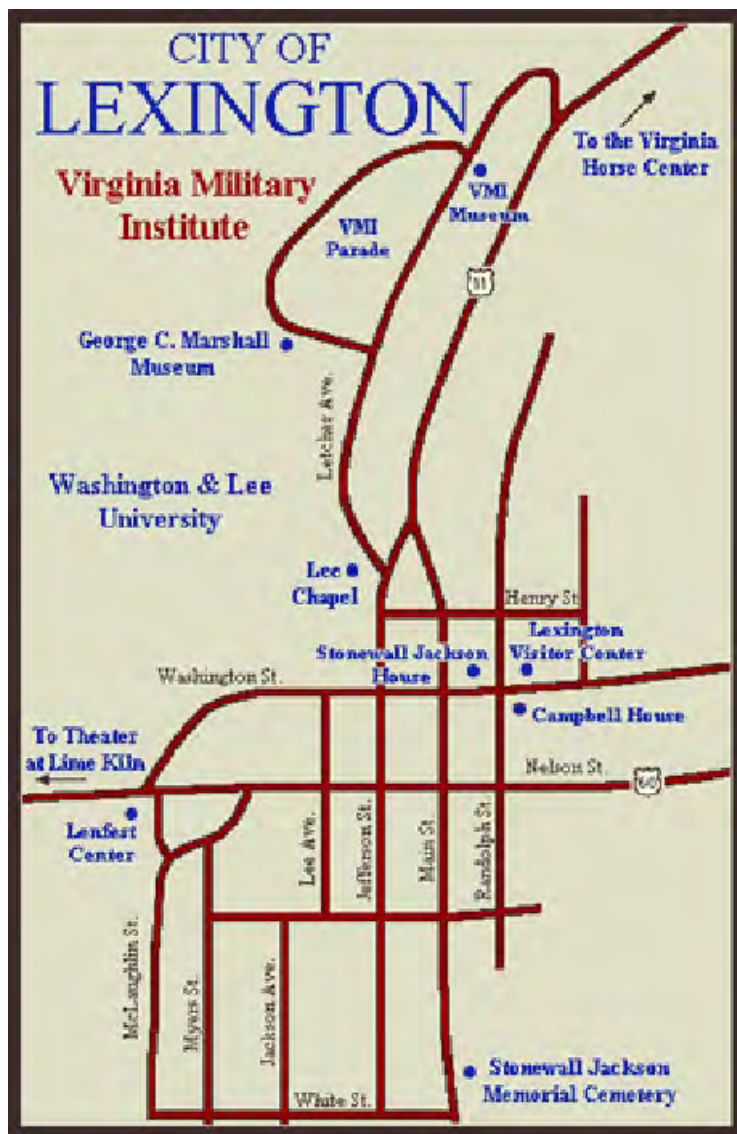 CITY OF
LEXINGTON
To the Virginia
Horse Center
Virginia Military
Institute
VMI
Museum
VMI
Parade
11
George C. Marshall
Museum
Letcher Ave.
Washington & Lee
University
Lee
Chapel
Henry St.
Lexington
Visitor Center
Stonewall Jackson
House
Washington St.
Campbell House
To Theater
at Lime Kiln
Nelson St.
60
Lenfest
Center
Lee Ave.
Jefferson St.
Main St.
Randolph St.
McLaughlin St.
Myers St.
Jackson Ave.
Stonewall Jackson
Memorial Cemetery
White St.